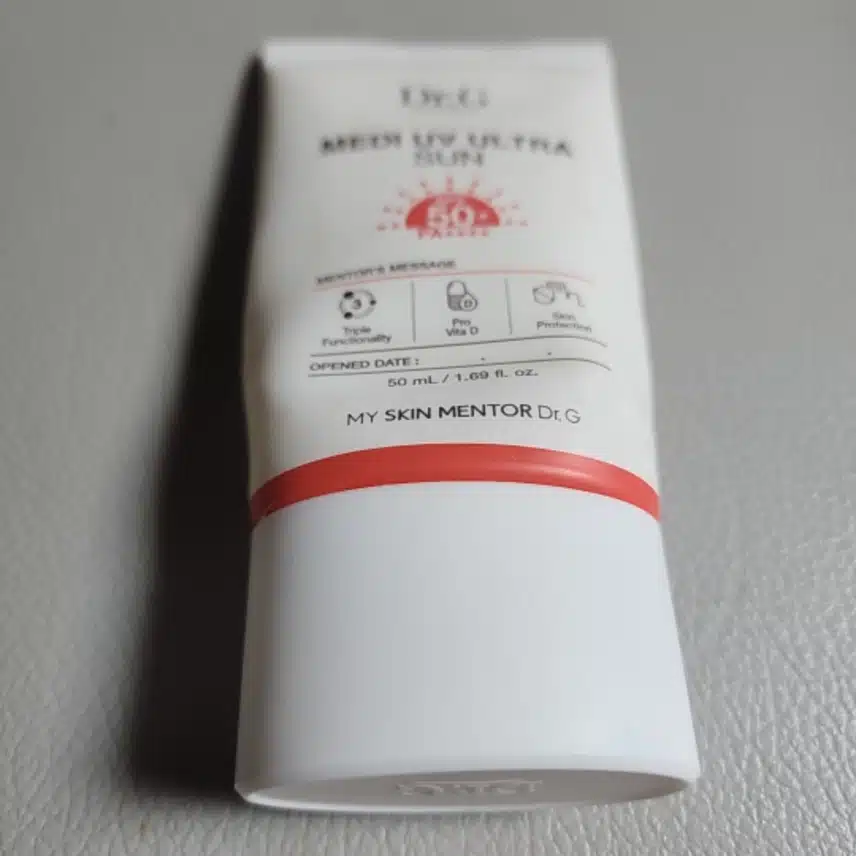 Dr.G
MEDI UV ULTRA
SUN
50+
PA++++
MENTOR'S MESSAGE
3
D
Triple
Functionality
Pro
Vita D
Skin
Protection
OPENED DATE : . .
50 mL / 1.69 fl. oz.
MY SKIN MENTOR Dr.G